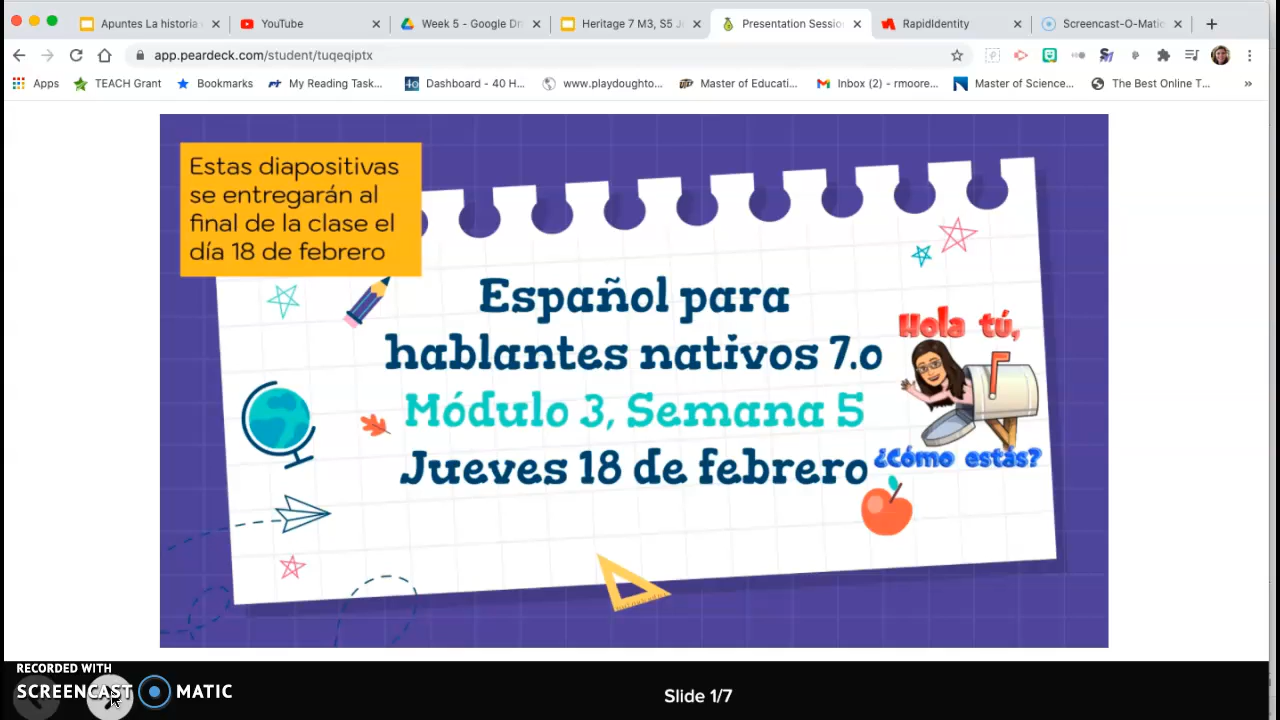 Apuntes La historia
YouTube
Week 5 - Google Dr
Heritage 7 M3, S5 J
Presentation Sessio
RapidIdentity
Screencast-O-Matic
app.peardeck.com/student/tuqeqiptx
Apps
TEACH Grant
Bookmarks
My Reading Task...
Dashboard - 40 H...
www.playdoughto...
Master of Educati...
Inbox (2) - rmoore...
Master of Science...
The Best Online T...
Estas diapositivas
se entregarán al
final de la clase el
día 18 de febrero
Español para
hablantes nativos 7.o
Módulo 3, Semana 5
Jueves 18 de febrero
Hola tú,
¿Cómo estás?
RECORDED WITH
SCREENCAST MATIC
Slide 1/7